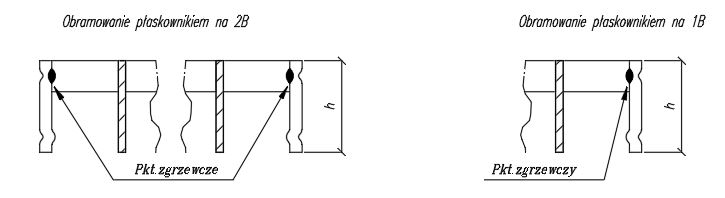 Obramowanie płaskownikiem na 2B
Obramowanie płaskownikiem na 1B
h
h
Pkt. zgrzewcze
Pkt. zgrzewczy